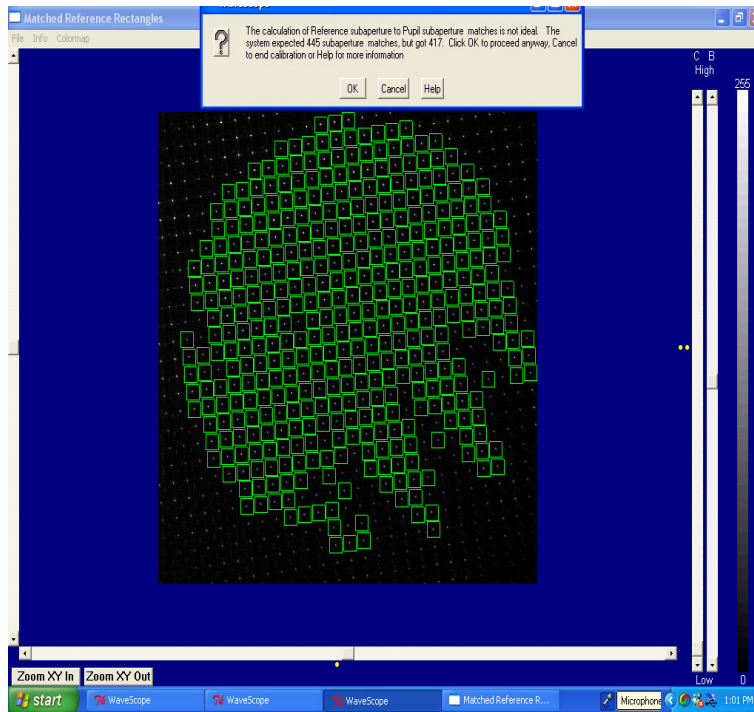 Matched Reference Rectangles
File Info Colormap
WaveScope
The calculation of Reference subaperture to Pupil subaperture matches is not ideal. The
system expected 445 subaperture matches, but got 417. Click OK to proceed anyway, Cancel
to end calibration or Help for more information
OK Cancel Help
C B
High
255
Low 0
Zoom XY In Zoom XY Out
start WaveScope WaveScope WaveScope Matched Reference R... Microphone 1:01 PM